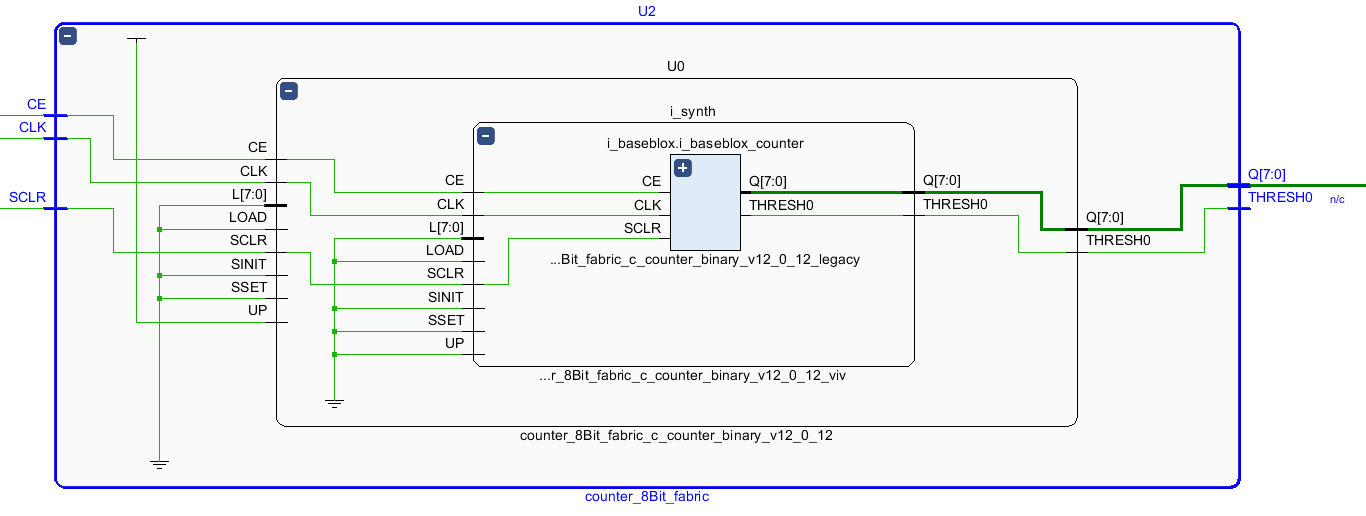 U2
U0
i_synth
i_baseblox.i_baseblox_counter
CE
CLK
SCLR
CE
CLK
L[7:0]
LOAD
SCLR
SINIT
SSET
UP
CE
CLK
L[7:0]
LOAD
SCLR
SINIT
SSET
UP
CE
CLK
SCLR
Q[7:0]
THRESH0
Q[7:0]
THRESH0
Q[7:0]
THRESH0
Q[7:0]
THRESH0 n/c
...Bit_fabric_c_counter_binary_v12_0_12_legacy
...r_8Bit_fabric_c_counter_binary_v12_0_12_viv
counter_8Bit_fabric_c_counter_binary_v12_0_12
counter_8Bit_fabric